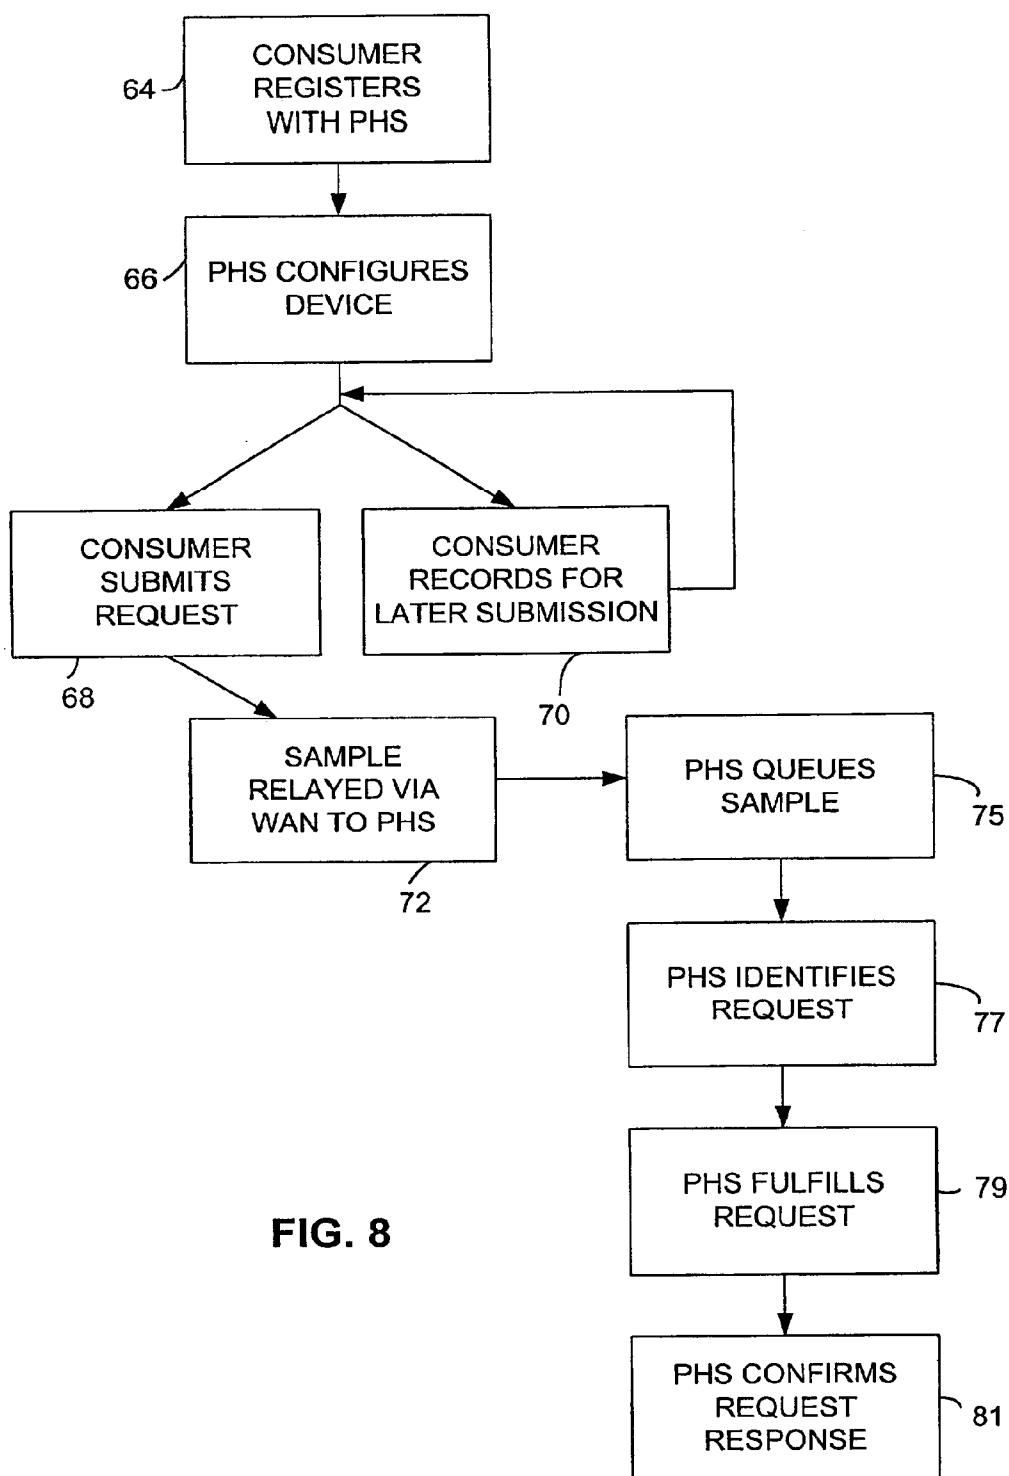 CONSUMER
REGISTERS
WITH PHS
64
PHS CONFIGURES
DEVICE
66
CONSUMER
SUBMITS
REQUEST
68
CONSUMER
RECORDS FOR
LATER SUBMISSION
70
SAMPLE
RELAYED VIA
WAN TO PHS
72
PHS QUEUES
SAMPLE
75
PHS IDENTIFIES
REQUEST
77
PHS FULFILLS
REQUEST
79
PHS CONFIRMS
REQUEST
RESPONSE
81
FIG. 8